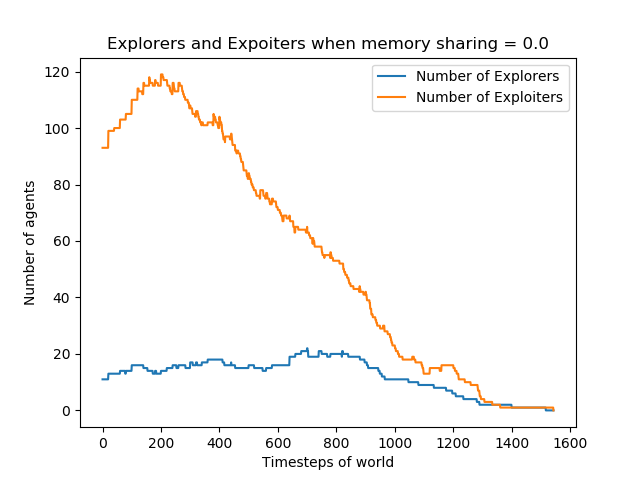 Explorers and Expoiters when memory sharing = 0.0
Number of Explorers
Number of Exploiters
Number of agents
120
100
80
60
40
20
0
0 200 400 600 800 1000 1200 1400 1600
Timesteps of world